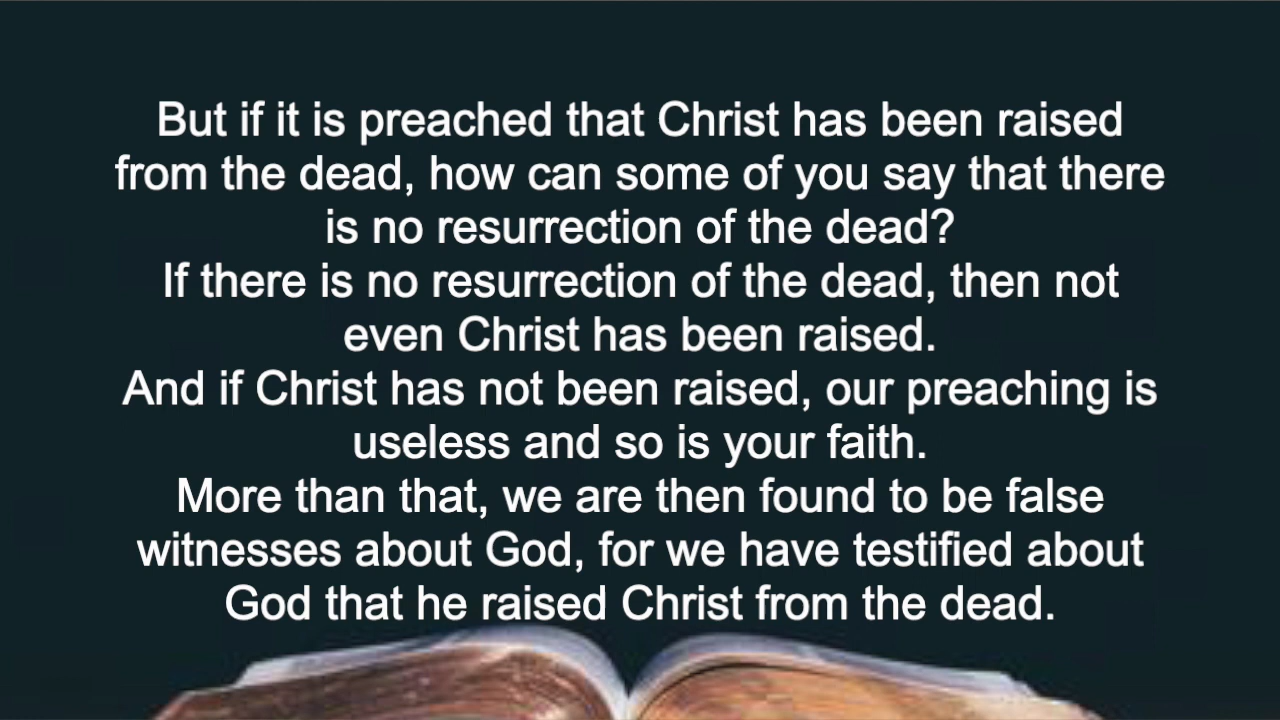 But if it is preached that Christ has been raised
from the dead, how can some of you say that there
is no resurrection of the dead?
If there is no resurrection of the dead, then not
even Christ has been raised.
And if Christ has not been raised, our preaching is
useless and so is your faith.
More than that, we are then found to be false
witnesses about God, for we have testified about
God that he raised Christ from the dead.